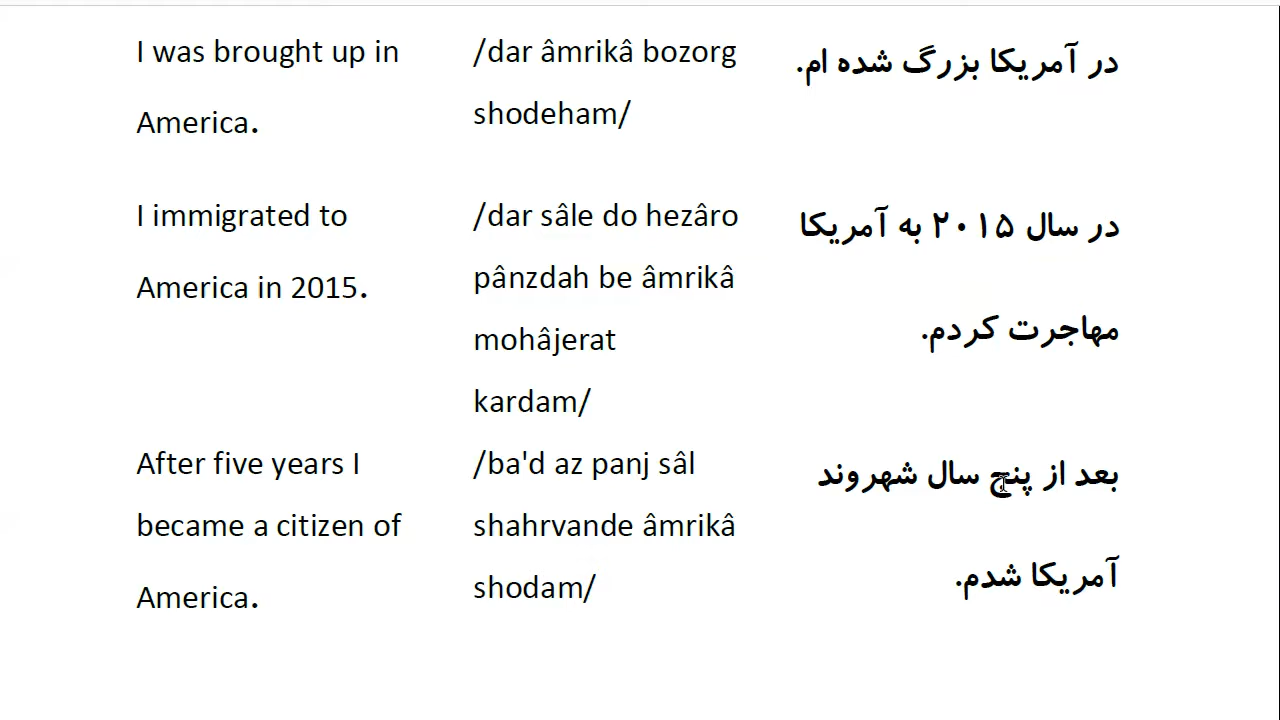 I was brought up in
America.
/dar âmrikâ bozorg
shodeham/
در آمریکا بزرگ شده ام.
I immigrated to
America in 2015.
/dar sâle do hezâro
pânzdah be âmrikâ
mohâjerat
kardam/
در سال ۲۰۱۵ به آمریکا
مهاجرت کردم.
After five years I
became a citizen of
America.
/ba'd az panj sâl
shahrvande âmrikâ
shodam/
بعد از پنج سال شهروند
آمریکا شدم.